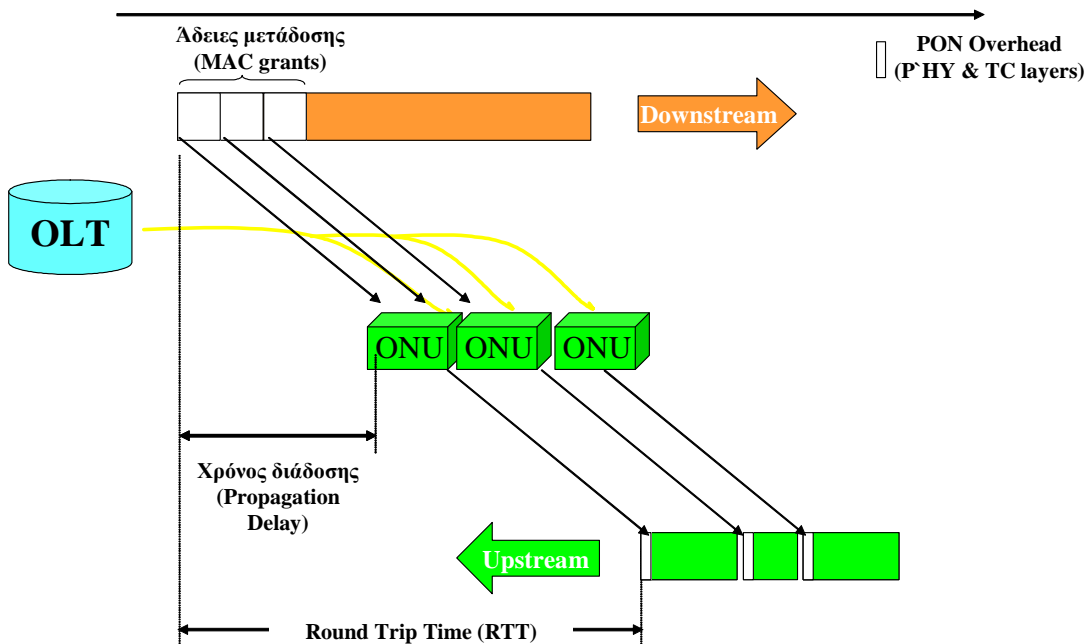 Άδειες μετάδοσης
(MAC grants)
PON Overhead
(P`HY & TC layers)
Downstream
OLT
ONU
ONU
ONU
Χρόνος διάδοσης
(Propagation
Delay)
Upstream
Round Trip Time (RTT)